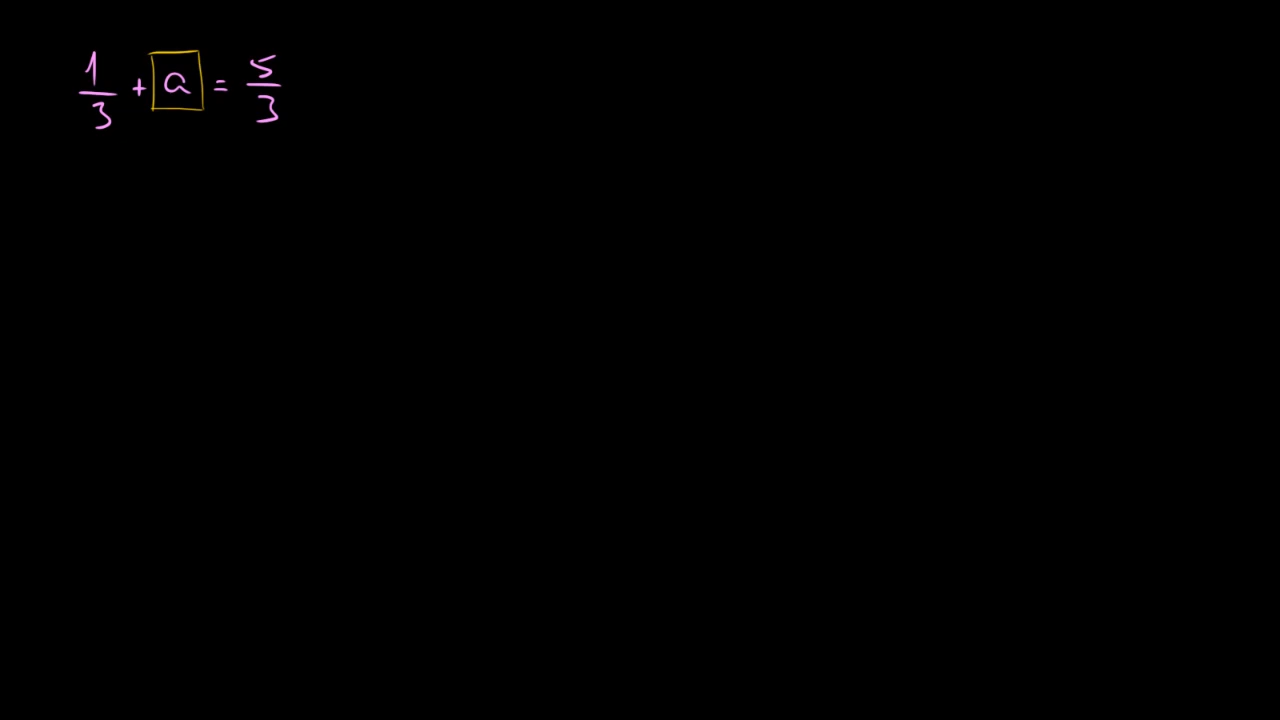 1/3 + a = 5/3